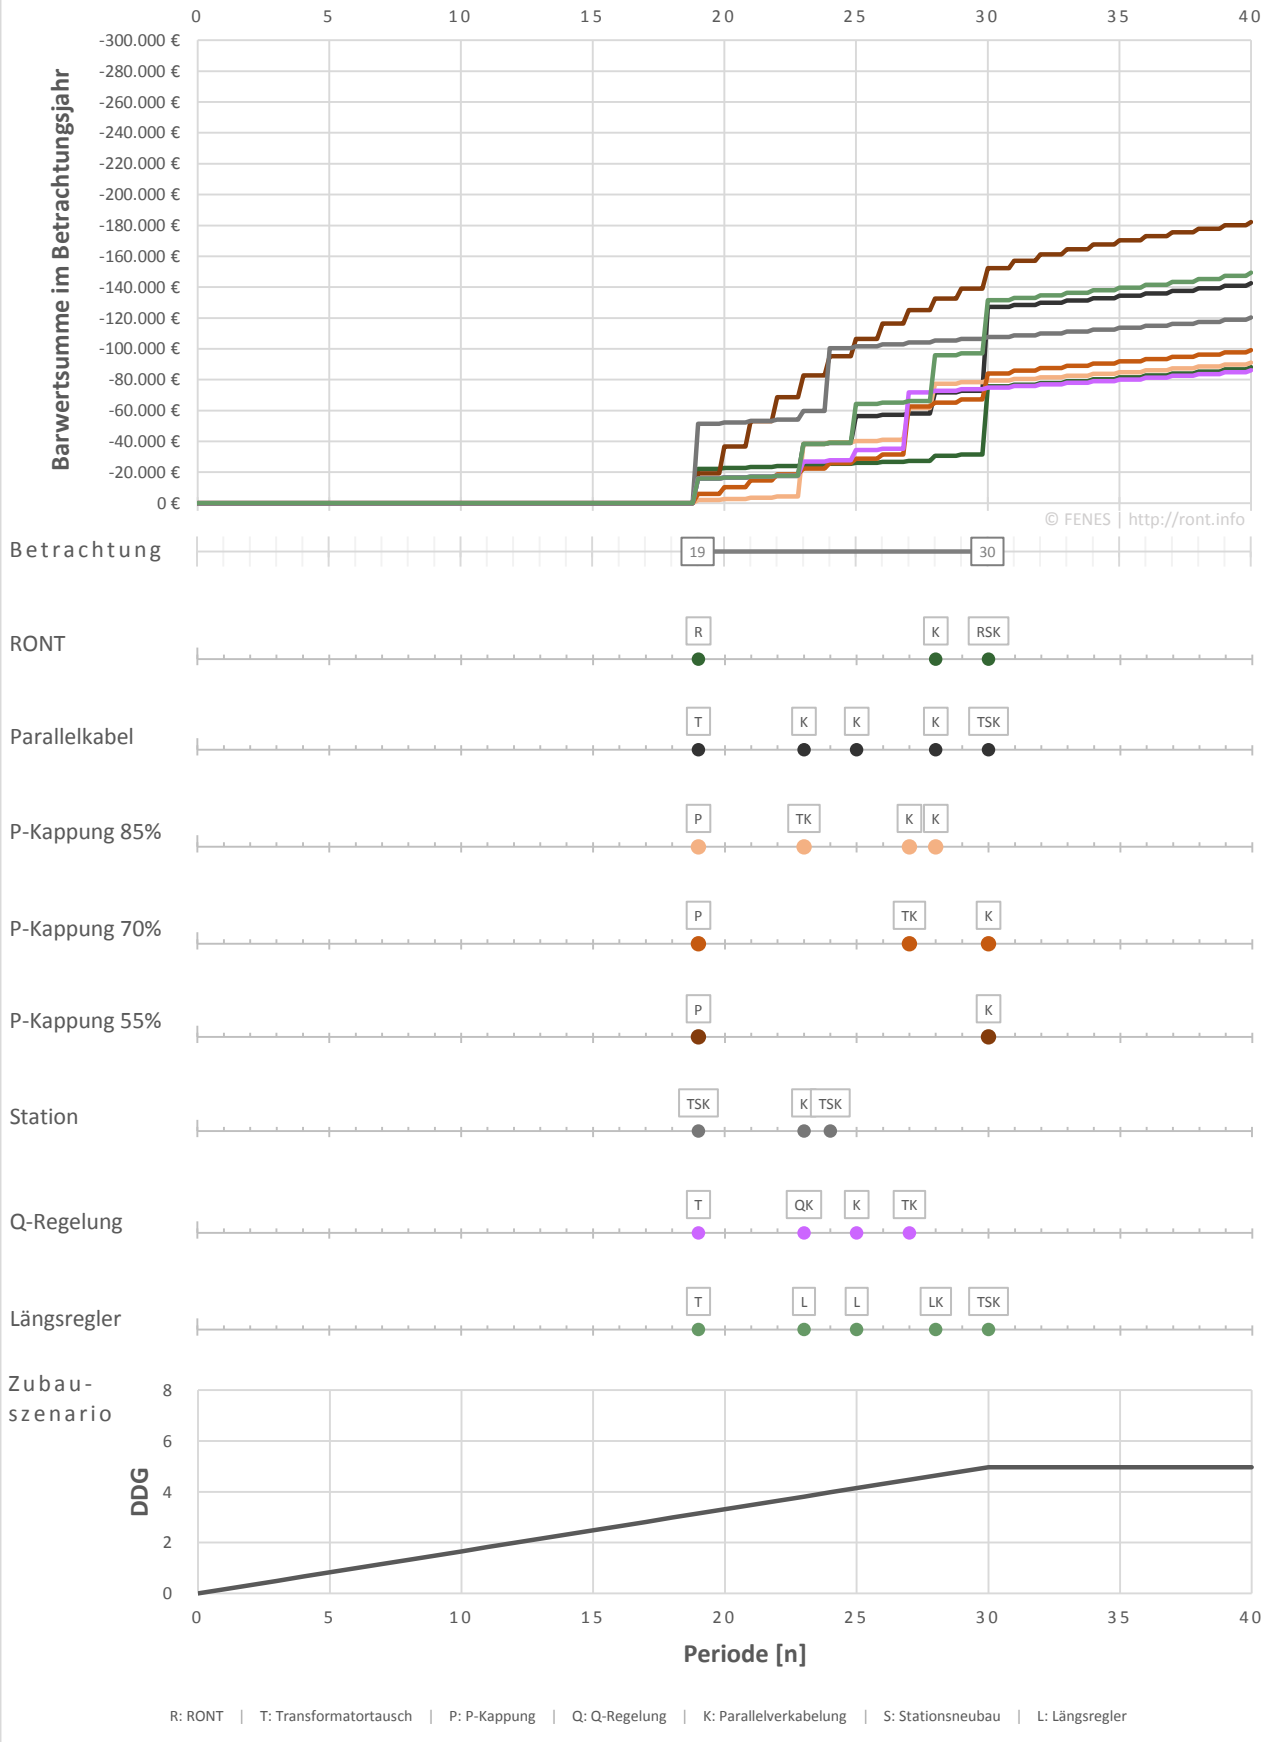 0 5 10 15 20 25 30 35 40
Barwertsumme im Betrachtungsjahr
-300.000 €
-280.000 €
-260.000 €
-240.000 €
-220.000 €
-200.000 €
-180.000 €
-160.000 €
-140.000 €
-120.000 €
-100.000 €
-80.000 €
-60.000 €
-40.000 €
-20.000 €
0 €
© FENES | http://ront.info
Betrachtung 19 30
RONT R K RSK
Parallelkabel T K K K TSK
P-Kappung 85% P TK K K
P-Kappung 70% P TK K
P-Kappung 55% P K
Station TSK K TSK
Q-Regelung T QK K TK
Längsregler T L L LK TSK
Zubau-
szenario
DDG
8
6
4
2
0
0 5 10 15 20 25 30 35 40
Periode [n]
R: RONT | T: Transformatortausch | P: P-Kappung | Q: Q-Regelung | K: Parallelverkabelung | S: Stationsneubau | L: Längsregler